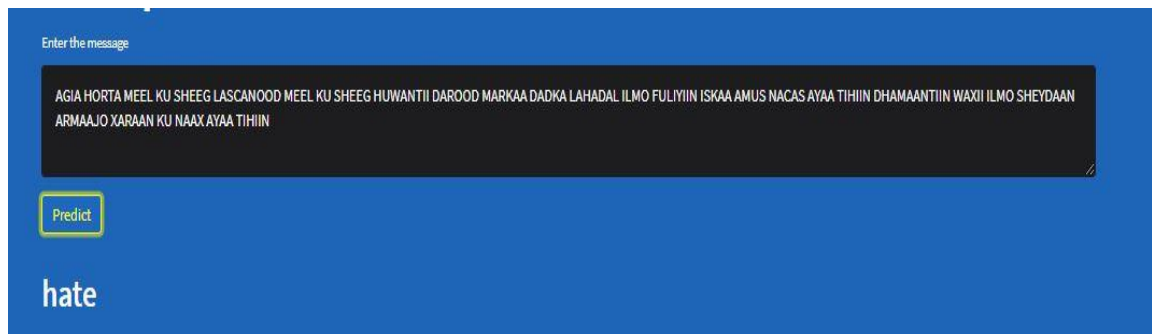 Enter the message
AGIA HORTA MEEL KU SHEEG LASCANOOD MEEL KU SHEEG HUWANTII DAROOD MARKAA DADKA LAHADAL ILMO FULIYIIN ISKAA AMUS NACAS AYAA TIHIIN DHAMAANTIIN WAXII ILMO SHEYDAAN
ARMAAJO XARAAN KU NAAX AYAA TIHIIN
Predict
hate